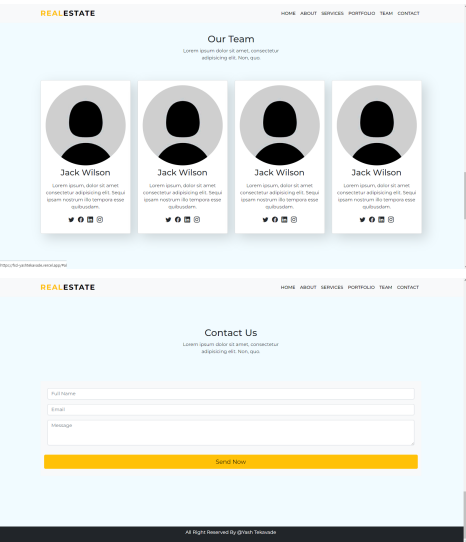 REALESTATE
HOME ABOUT SERVICES PORTFOLIO TEAM CONTACT
Our Team
Lorem ipsum, dolor sit amet, consectetur
adipisicing elit. Non, quo.
Jack Wilson
Lorem ipsum, dolor sit amet
consectetur adipisicing elit. Sequi
ipsam nostrum illo tempora esse
quibusdam.
Jack Wilson
Lorem ipsum, dolor sit amet
consectetur adipisicing elit. Sequi
ipsam nostrum illo tempora esse
quibusdam.
Jack Wilson
Lorem ipsum, dolor sit amet
consectetur adipisicing elit. Sequi
ipsam nostrum illo tempora esse
quibusdam.
Jack Wilson
Lorem ipsum, dolor sit amet
consectetur adipisicing elit. Sequi
ipsam nostrum illo tempora esse
quibusdam.
REALESTATE
HOME ABOUT SERVICES PORTFOLIO TEAM CONTACT
Contact Us
Lorem ipsum dolor sit amet, consectetur
adipisicing elit. Non, quo.
Full Name
Email
Message
Send Now
All Right Reserved By @Yash Tekavade